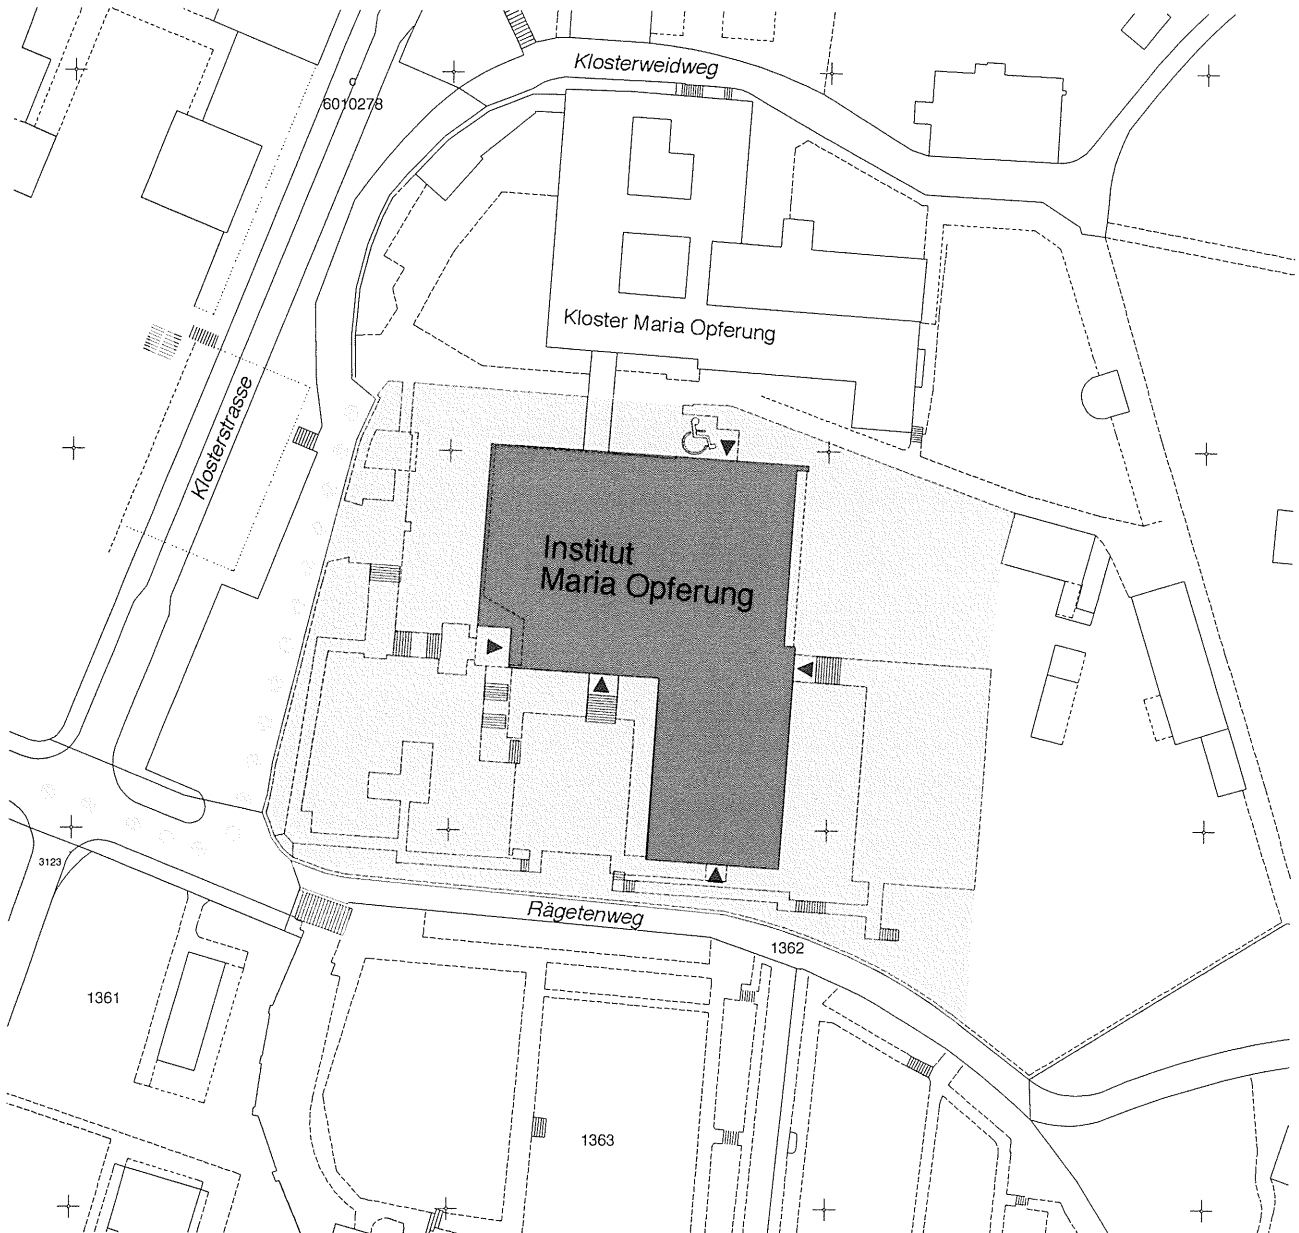 Klosterweidweg
6010278
Kloster Maria Opferung
Klosterstrasse
Institut
Maria Opferung
3123
Rägetenweg
1362
1361
1363